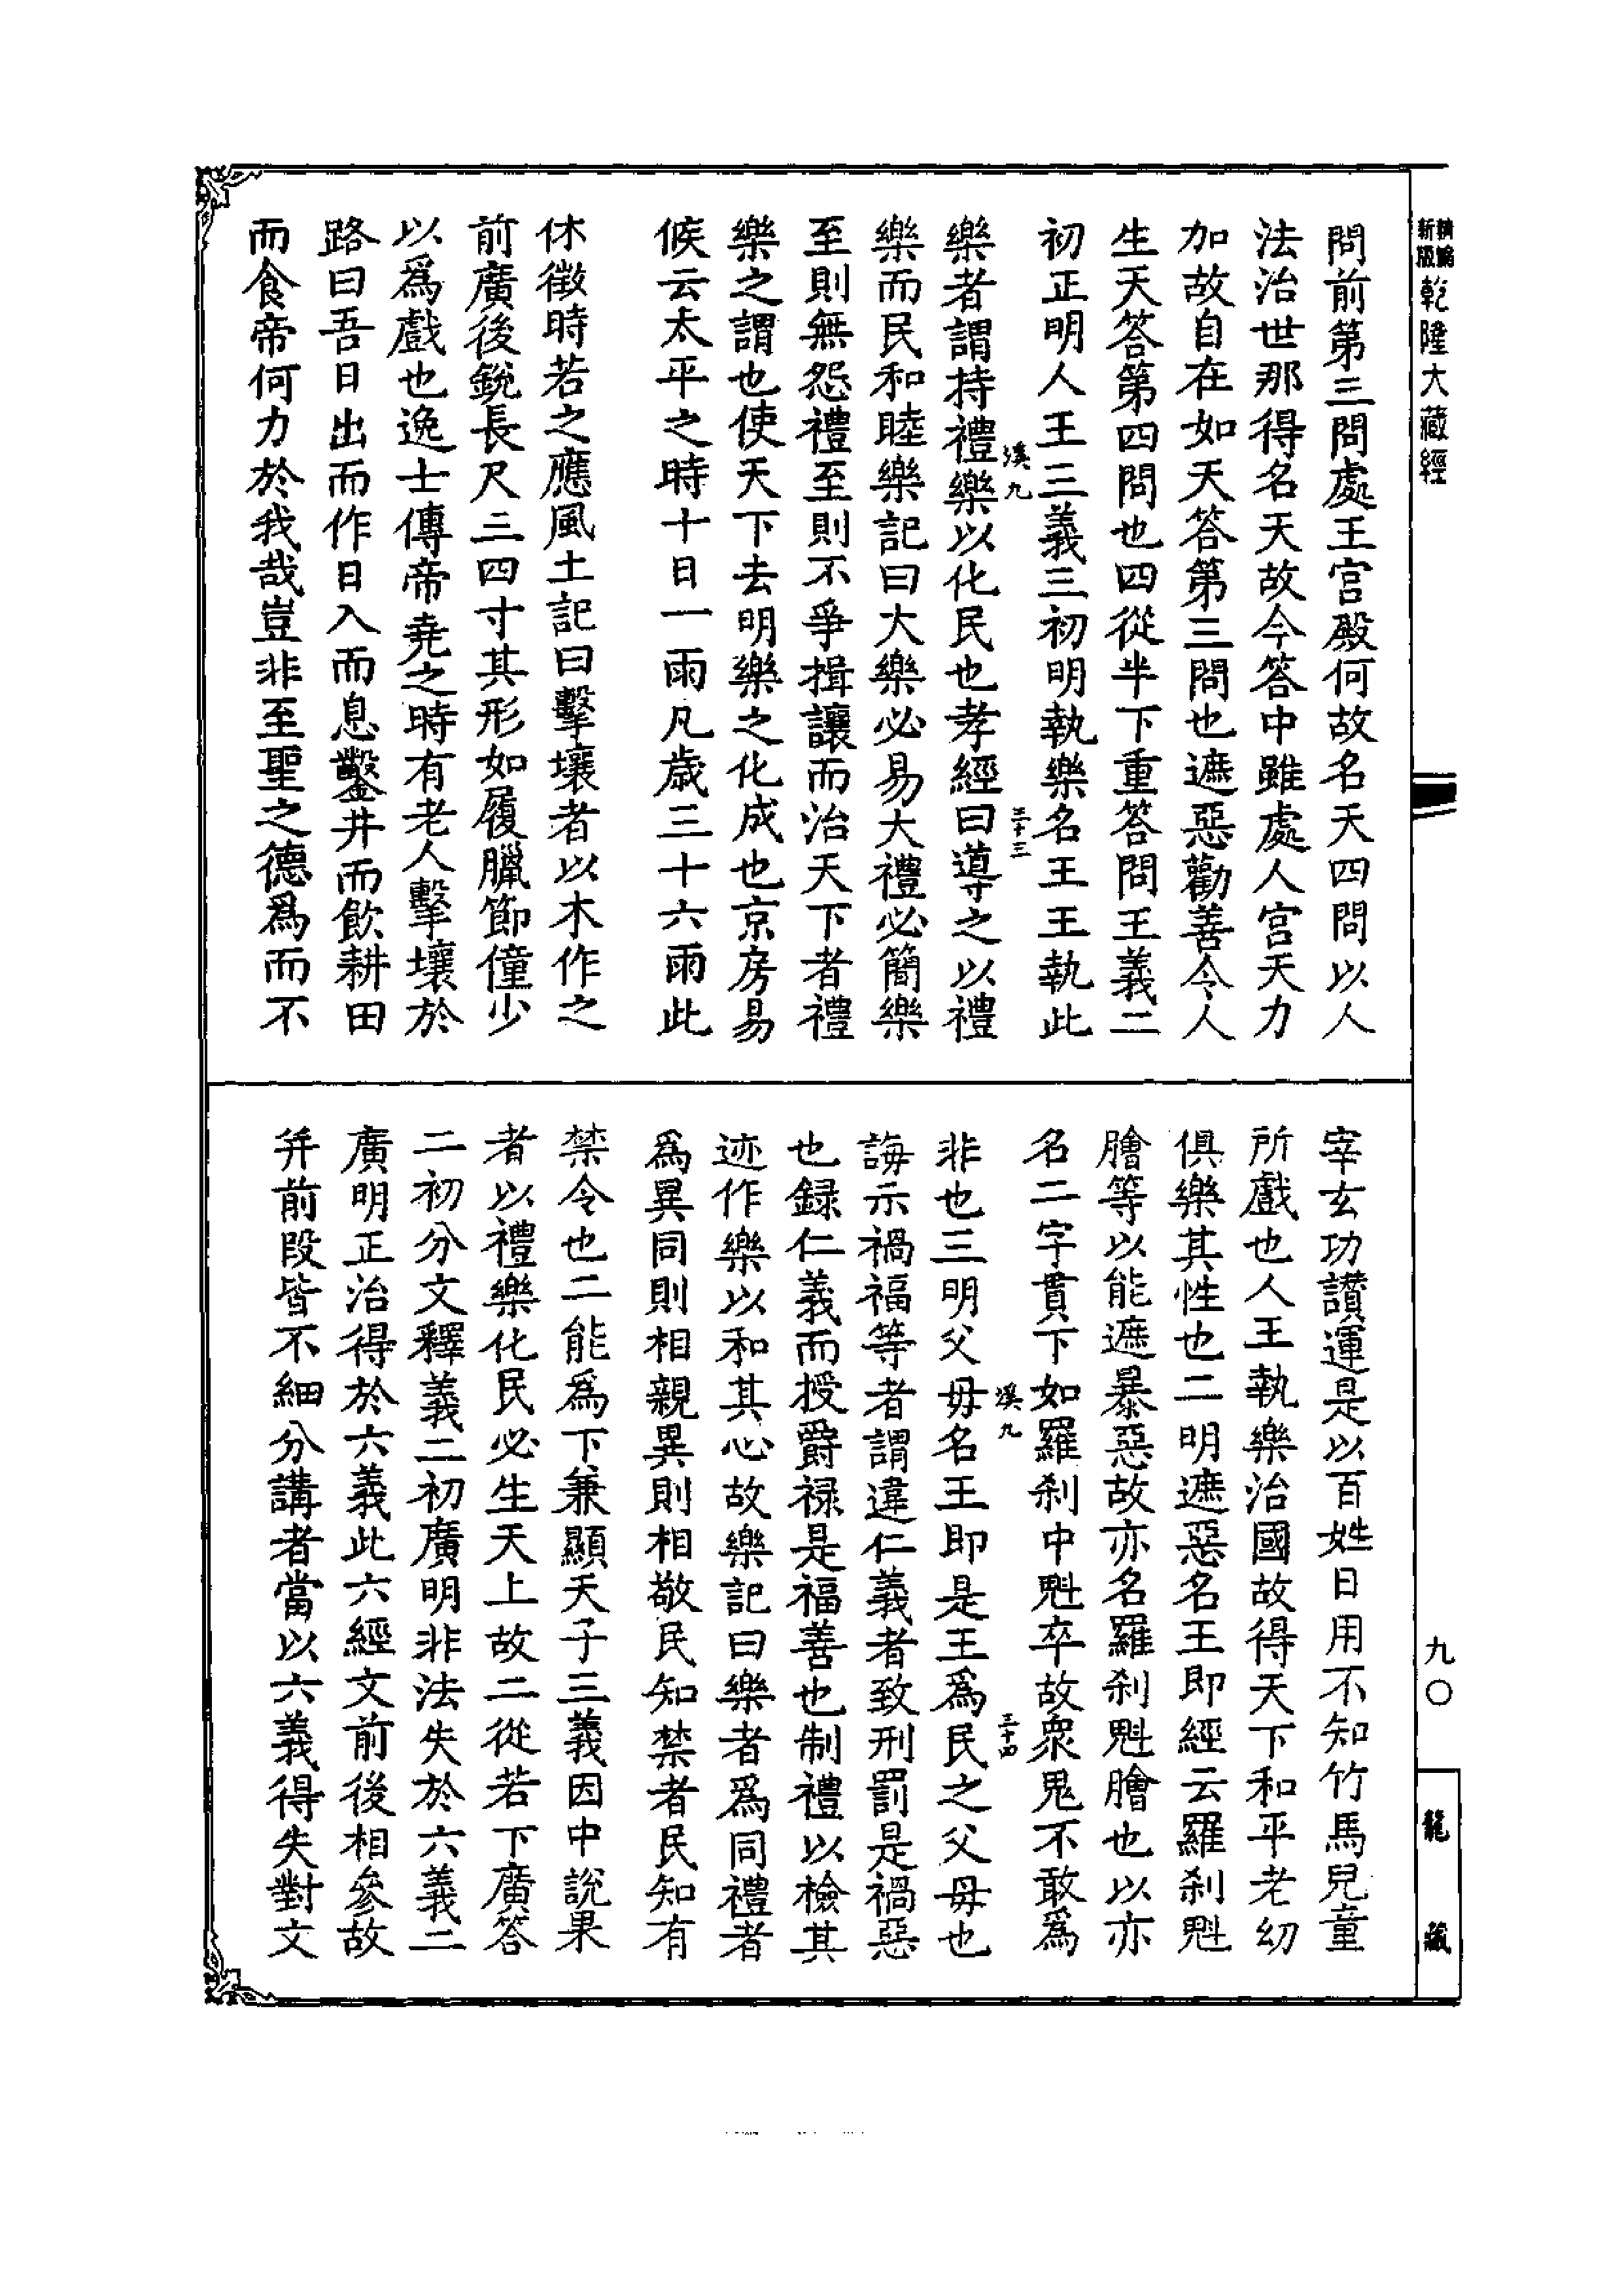 精編
新版
乾隆大藏經
問前第三問處王宮殿何故名天四問以人
法治世那得名天故今答中雖處人宮天力
加故自在如天答第三問也遮惡勸善令人
生天答第四問也四從半下重答問王義二
初正明人王三義三初明執樂名王王執此
溪九
三十三
樂者謂持禮樂以化民也孝經曰導之以禮
樂而民和睦樂記曰大樂必易大禮必簡樂
至則無怨禮至則不爭揖讓而治天下者禮
樂之謂也使天下去明樂之化成也京房易
候云太平之時十日一雨凡歲三十六雨此
休徵時若之應風土記曰擊壤者以木作之
前廣後銳長尺三四寸其形如履臘節僮少
以爲戲也逸士傳帝堯之時有老人擊壤於
路曰吾日出而作日入而息鑿井而飲耕田
而食帝何力於我哉豈非至聖之德爲而不
宰玄功讚運是以百姓日用不知竹馬兒童
所戲也人王執樂治國故得天下和平老幼
俱樂其性也二明遮惡名王即經云羅刹魁
膾等以能遮暴惡故亦名羅刹魁膾也以亦
名二字貫下如羅刹中魁卒故衆鬼不敢爲
溪九
三十四
非也三明父母名王即是王爲民之父母也
誨示禍福等者謂違仁義者致刑罰是禍惡
也録仁義而授爵禄是福善也制禮以檢其
迹作樂以和其心故樂記曰樂者爲同禮者
爲異同則相親異則相敬民知禁者民知有
禁令也二能爲下兼顯天子三義因中說果
者以禮樂化民必生天上故二從若下廣答
二初分文釋義二初廣明非法失於六義二
廣明正治得於六義此六經文前後相參故
并前段皆不細分講者當以六義得失對文
九〇
龍藏